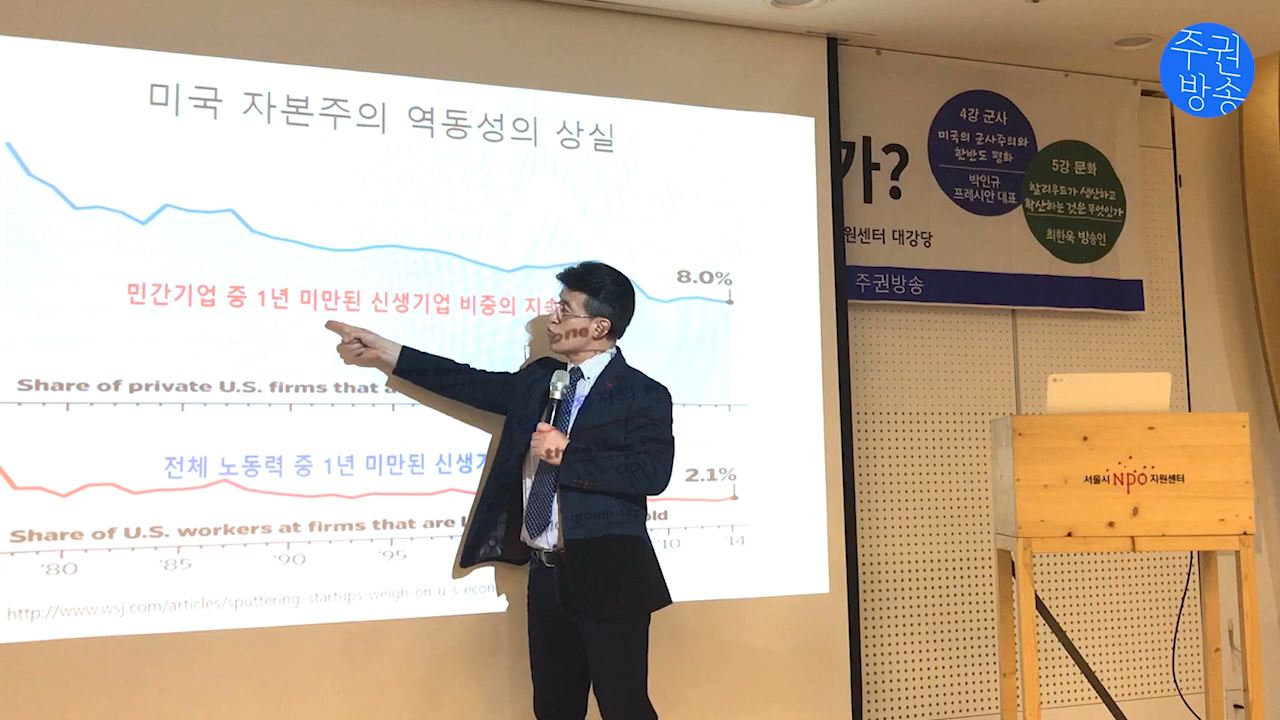 미국 자본주의 역동성의 상실
8.0%
민간기업 중 1년 미만된 신생기업 비중의
Share of private U.S. firms that
전체 노동력 중 1년 미만된
2.1%
Share of U.S. workers at firms that are
'80 '85 '90 '95 '10 '14
http://www.wsj.com/articles/sputtering-startups-weigh-on-u-s-econ
가?
4강 군사
미국의 군사주의와
한반도 평화
박인규
프레시안 대표
5강 문화
할리우드가 생산하고
확산하는 것은 무엇인가
최한욱 방송인
원센터 대강당
주권방송
주권
방송
서울시 npo 지원센터